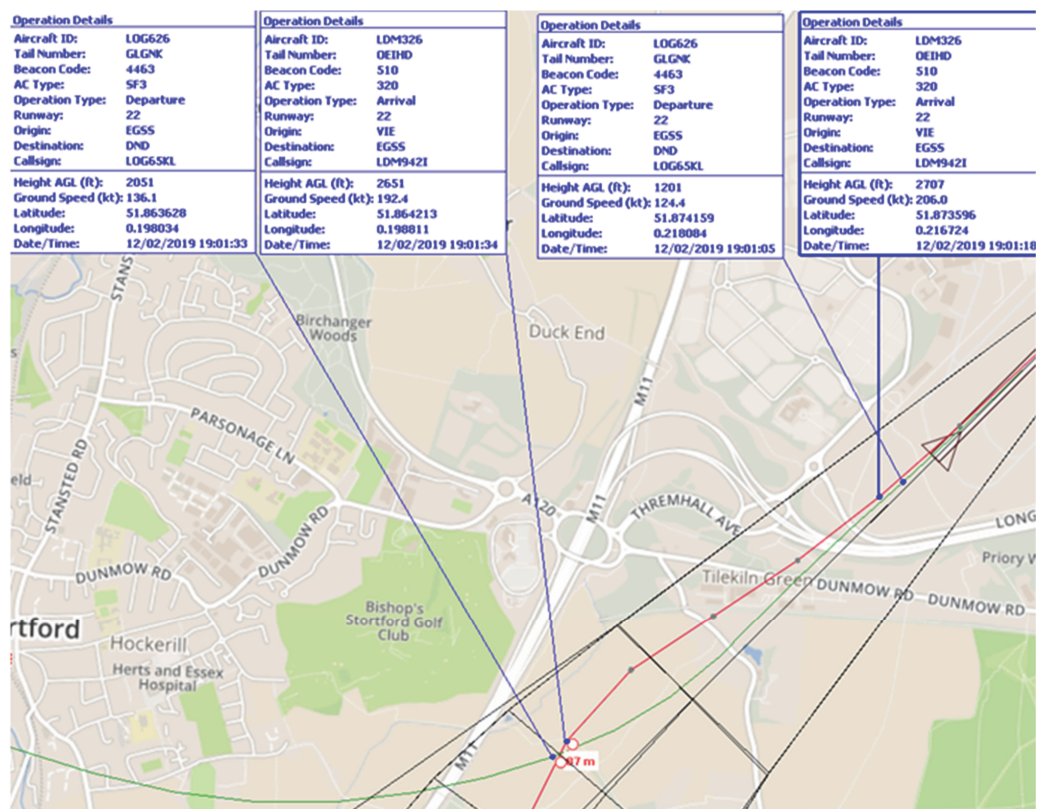 Operation Details
Aircraft ID: LOG626
Tail Number: GLGNK
Beacon Code: 4463
AC Type: SF3
Operation Type: Departure
Runway: 22
Origin: EGSS
Destination: DND
Callsign: LOG65KL
Height AGL (ft): 2051
Ground Speed (kt): 136.1
Latitude: 51.863628
Longitude: 0.198034
Date/Time: 12/02/2019 19:01:33
Operation Details
Aircraft ID: LDM326
Tail Number: OEIHD
Beacon Code: 510
AC Type: 320
Operation Type: Arrival
Runway: 22
Origin: VIE
Destination: EGSS
Callsign: LDM942I
Height AGL (ft): 2651
Ground Speed (kt): 192.4
Latitude: 51.864213
Longitude: 0.198811
Date/Time: 12/02/2019 19:01:34
Operation Details
Aircraft ID: LOG626
Tail Number: GLGNK
Beacon Code: 4463
AC Type: SF3
Operation Type: Departure
Runway: 22
Origin: EGSS
Destination: DND
Callsign: LOG65KL
Height AGL (ft): 1201
Ground Speed (kt): 124.4
Latitude: 51.874159
Longitude: 0.218084
Date/Time: 12/02/2019 19:01:05
Operation Details
Aircraft ID: LDM326
Tail Number: OEIHD
Beacon Code: 510
AC Type: 320
Operation Type: Arrival
Runway: 22
Origin: VIE
Destination: EGSS
Callsign: LDM942I
Height AGL (ft): 2707
Ground Speed (kt): 206.0
Latitude: 51.873596
Longitude: 0.216724
Date/Time: 12/02/2019 19:01:18
STANS
Birchanger
Woods
Duck End
M11
PARSONAGE LN
STANSTED RD
eld
A120
M11
THREMHALL AVE
LONG
DUNMOW RD
DUNMOW RD
Tilekiln Green
DUNMOW RD
DUNMOW RD
Priory W
Bishop's
Stortford Golf
Club
rtford
Hockerill
Herts and Essex
Hospital
M11
87 m